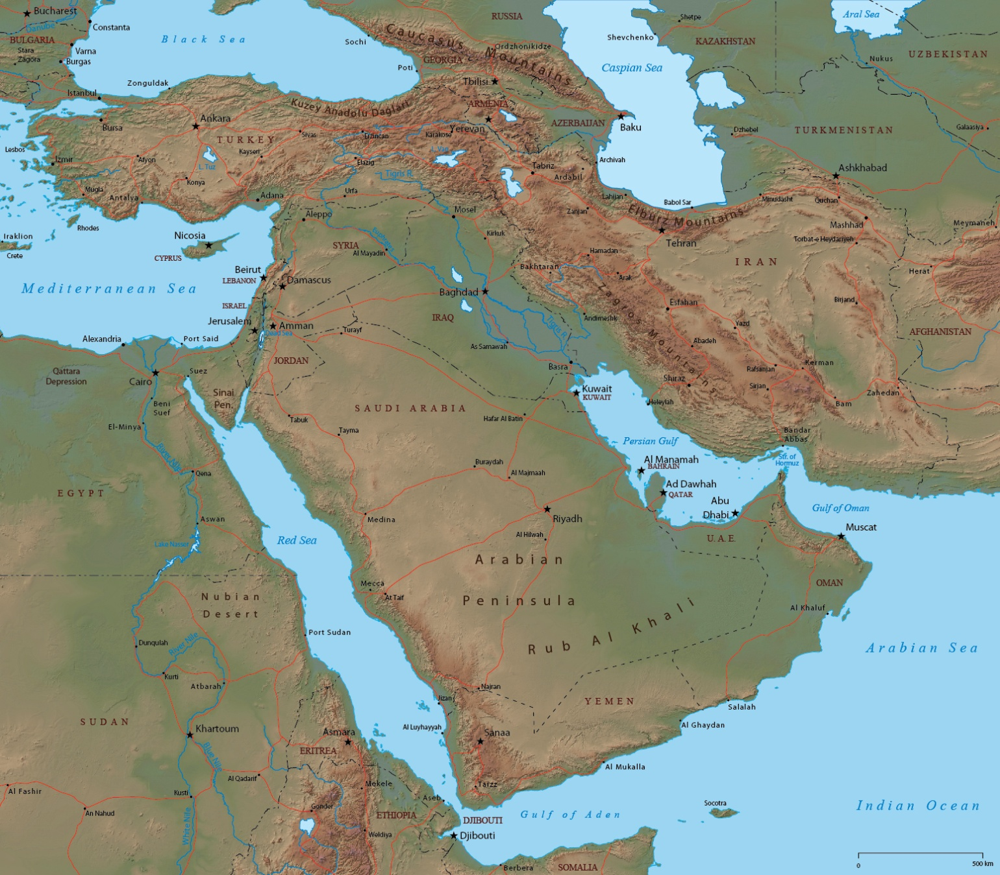 Bucharest
Danube
Constanta
BULGARIA
Stara
Zagora
Varna
Burgas
Black Sea
Sochi
Poti
RUSSIA
Caucasus Mountains
Ordzhonikidze
GEORGIA
Tbilisi
ARMENIA
Yerevan
AZERBAIJAN
Baku
Caspian Sea
Shevchenko
Shetpe
KAZAKHSTAN
Aral Sea
UZBEKISTAN
Nukus
TURKMENISTAN
Galaasiya
Dzhebel
Ashkhabad
Zonguldak
Istanbul
Bursa
Ankara
Kuzey Anadolu Daglari
TURKEY
Sivas
Erzincan
Karakose
Lesbos
Izmir
Afyon
Kayseri
L. Tuz
Elazig
L. Van
Tigris R.
Mugla
Antalya
Konya
Adana
Urfa
Tabriz
Ardabil
Archivah
Lahijan
Babol Sar
Minudasht
Quchan
Zanjan
Elburz Mountains
Mashhad
Meymaneh
Torbat-e Heydariyeh
Tehran
Rhodes
Iraklion
Crete
Nicosia
CYPRUS
Aleppo
Mosel
Kirkuk
SYRIA
Euphrates
Al Mayadin
Hamadan
Bakhtaran
Arak
IRAN
Herat
Beirut
LEBANON
Damascus
Mediterranean Sea
Baghdad
Zagros Mountains
Esfahan
Birjand
ISRAEL
Jerusalem
Amman
Dead Sea
IRAQ
Turayf
Tigris R.
Andimeshk
Yazd
Abadeh
AFGHANISTAN
Alexandria
Port Said
As Samawah
JORDAN
Basra
Kerman
Rafsanjan
Qattara
Depression
Cairo
Suez
Sinai
Pen.
Beni
Suef
El-Minya
Kuwait
KUWAIT
Shiraz
Sirjan
Heleylah
Bam
Zahedan
SAUDI ARABIA
Hafar Al Batin
Tabuk
Tayma
Bandar
Abbas
Persian Gulf
Str. of
Hormuz
River Nile
Qena
Buraydah
Al Majmaah
Al Manamah
BAHRAIN
Ad Dawhah
QATAR
Abu
Dhabi
Gulf of Oman
Muscat
EGYPT
Aswan
Medina
Riyadh
Al Hilwah
U.A.E.
Lake Nasser
Red Sea
Arabian
Peninsula
Mecca
At Taif
OMAN
Al Khaluf
Nubian
Desert
Rub Al Khali
Port Sudan
Arabian Sea
Dunqulah
River Nile
Kurti
Atbarah
Najran
Jizan
YEMEN
Salalah
Al Ghaydan
SUDAN
Khartoum
Asmara
ERITREA
Al Luhayyah
Sanaa
Blue Nile
Al Qadarif
Al Mukalla
Al Fashir
Kusti
An Nahud
White Nile
Mekele
Taizz
Aseb
Gonder
ETHIOPIA
Weldiya
DJIBOUTI
Djibouti
Gulf of Aden
Socotra
Indian Ocean
Berbera
SOMALIA
0
500 km